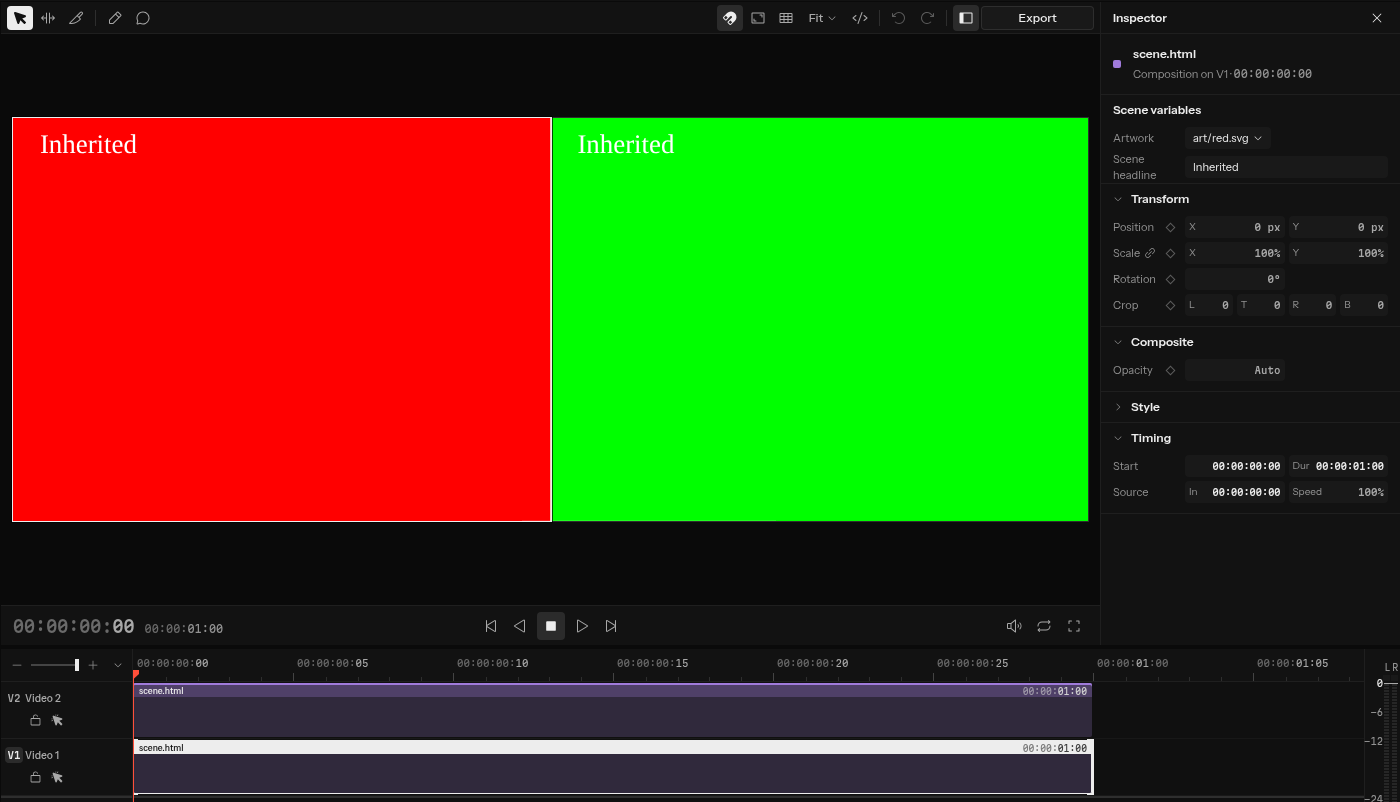 Fit
Export
Inspector
scene.html
Composition on V1·00:00:00:00
Scene variables
Artwork
art/red.svg
Scene headline
Inherited
Transform
Position
X
0 px
Y
0 px
Scale
X
100%
Y
100%
Rotation
0°
Crop
L
0
T
0
R
0
B
0
Composite
Opacity
Auto
Style
Timing
Start
00:00:00:00
Dur
00:00:01:00
Source
In
00:00:00:00
Speed
100%
Inherited
Inherited
00:00:00:00
00:00:01:00
00:00:00:00
00:00:00:05
00:00:00:10
00:00:00:15
00:00:00:20
00:00:00:25
00:00:01:00
00:00:01:05
L R
0
-6
-12
-24
V2 Video 2
scene.html
00:00:01:00
V1 Video 1
scene.html
00:00:01:00